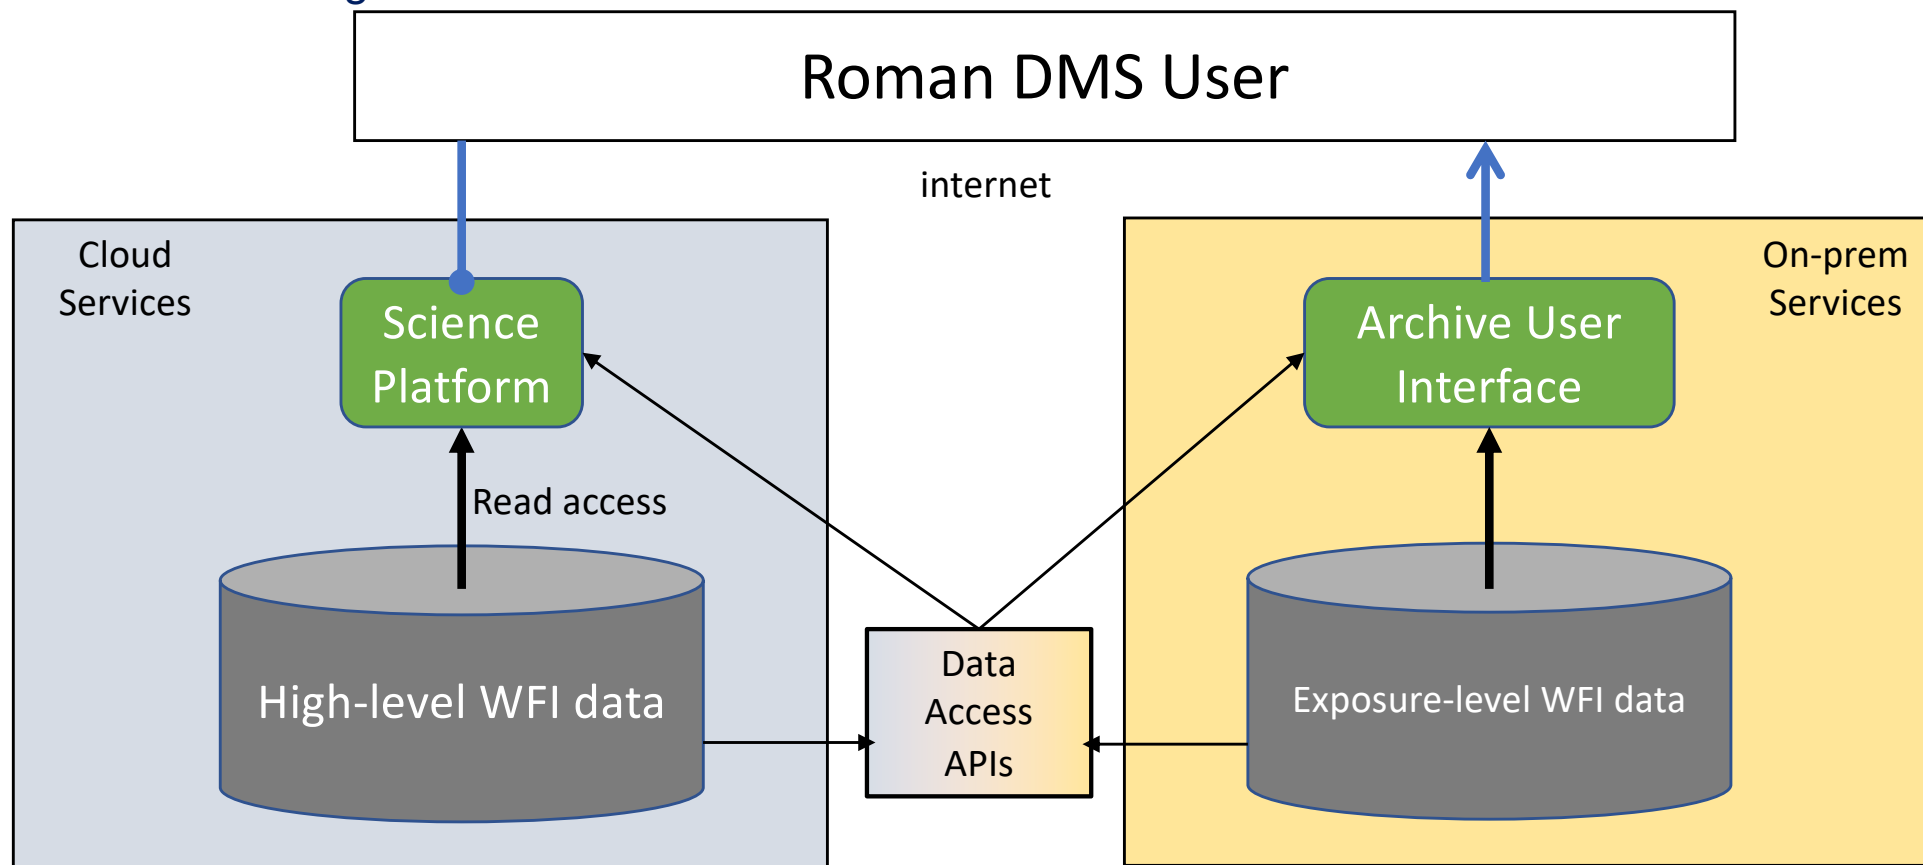 Roman DMS User
internet
Cloud
Services
On-prem
Services
Science
Platform
Archive User
Interface
Read access
High-level WFI data
Data
Access
APIs
Exposure-level WFI data